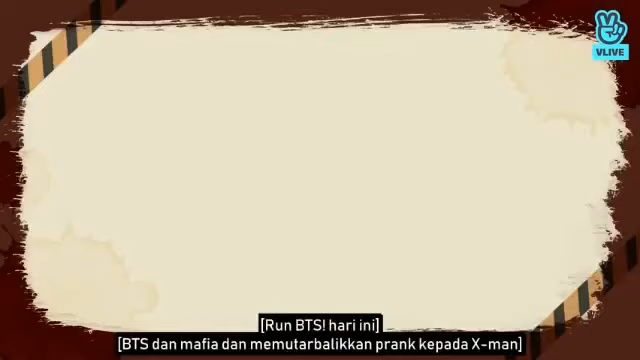 VLIVE
[Run BTS! hari ini]
[BTS dan mafia dan memutarbalikkan prank kepada X-man]